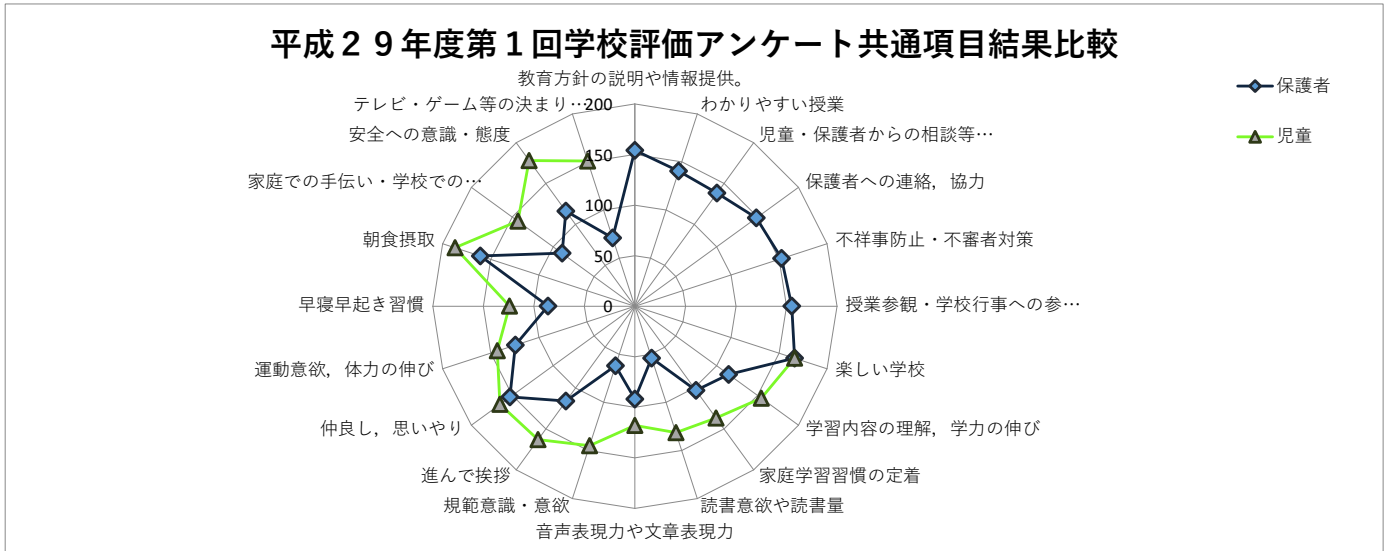 平成２９年度第１回学校評価アンケート共通項目結果比較
教育方針の説明や情報提供。
わかりやすい授業
児童・保護者からの相談等…
保護者への連絡，協力
不祥事防止・不審者対策
授業参観・学校行事への参…
楽しい学校
学習内容の理解，学力の伸び
家庭学習習慣の定着
読書意欲や読書量
音声表現力や文章表現力
規範意識・意欲
進んで挨拶
仲良し，思いやり
運動意欲，体力の伸び
早寝早起き習慣
朝食摂取
家庭での手伝い・学校での…
安全への意識・態度
テレビ・ゲーム等の決まり…
200
150
100
50
0
保護者
児童